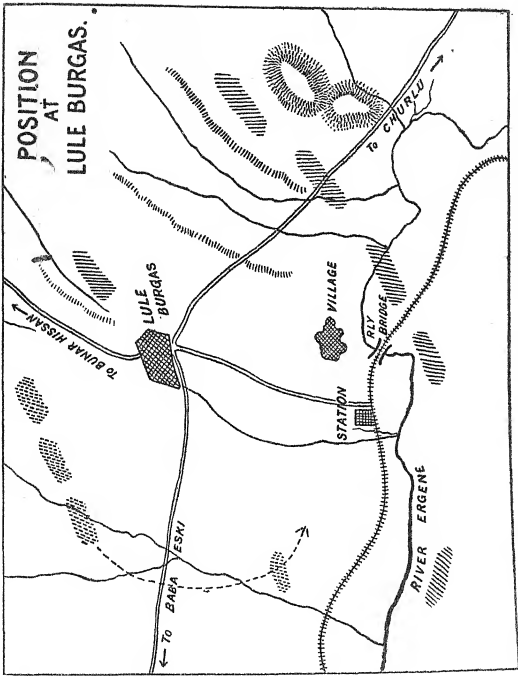 POSITION
AT
LULE BURGAS.
TO BUNAR HISSAN
LULE
BURGAS
TO CHURLU
VILLAGE
RLY
BRIDGE
STATION
TO BABA ESKI
RIVER ERGENE